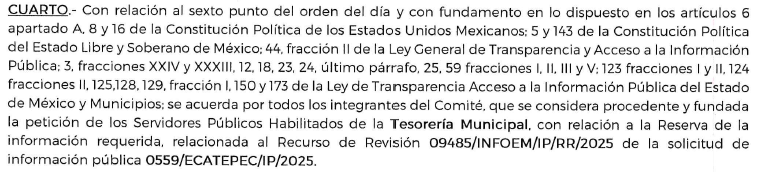 CUARTO.- Con relación al sexto punto del orden del día y con fundamento en lo dispuesto en los artículos 6
apartado A, 8 y 16 de la Constitución Política de los Estados Unidos Mexicanos; 5 y 143 de la Constitución Política
del Estado Libre y Soberano de México; 44, fracción II de la Ley General de Transparencia y Acceso a la Información
Pública; 3, fracciones XXIV y XXXIII, 12, 18, 23, 24, último párrafo, 25, 59 fracciones I, II, III y V; 123 fracciones I y II, 124
fracciones II, 125,128, 129, fracción I, 150 y 173 de la Ley de Transparencia Acceso a la Información Pública del Estado
de México y Municipios; se acuerda por todos los integrantes del Comité, que se considera procedente y fundada
la petición de los Servidores Públicos Habilitados de la Tesorería Municipal, con relación a la Reserva de la
información requerida, relacionada al Recurso de Revisión 09485/INFOEM/IP/RR/2025 de la solicitud de
información pública 0559/ECATEPEC/IP/2025.